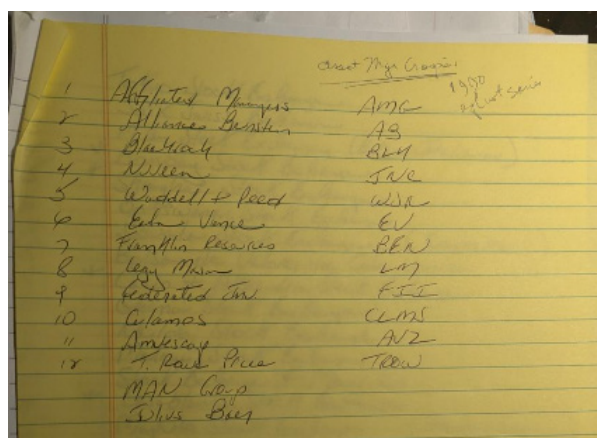 Asset Mgr
1 Affiliated Managers AMG
2 Alliance Bernstein AB
3 Blackrock BLK
4 Nuveen JNC
5 Waddell & Reed WDR
6 Eaton Vance EV
7 Franklin Resources BEN
8 Legg Mason LM
9 Federated Inv. FII
10 Calamos CLMS
11 Amvescap AVZ
12 T. Rowe Price TROW
MAN Group
Julius Baer